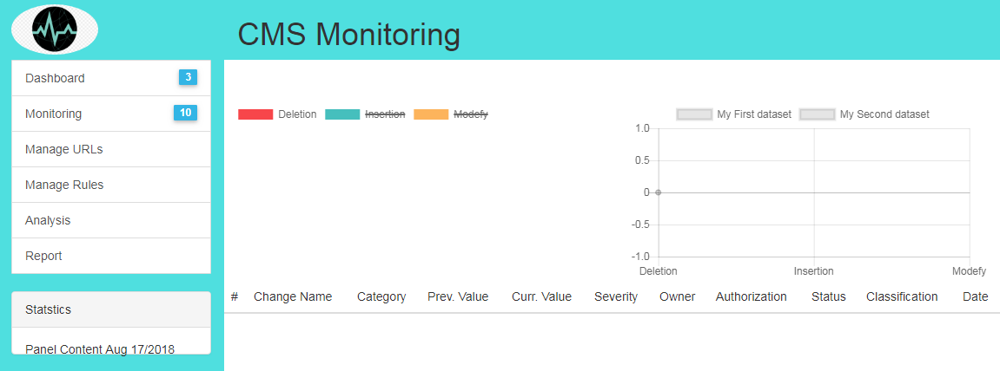 CMS Monitoring
Dashboard 3
Monitoring 10
Manage URLs
Manage Rules
Analysis
Report
Statstics
Panel Content Aug 17/2018
Deletion Insertion Modefy
My First dataset My Second dataset
1.0
0.5
0
-0.5
-1.0
Deletion Insertion Modefy
# Change Name Category Prev. Value Curr. Value Severity Owner Authorization Status Classification Date